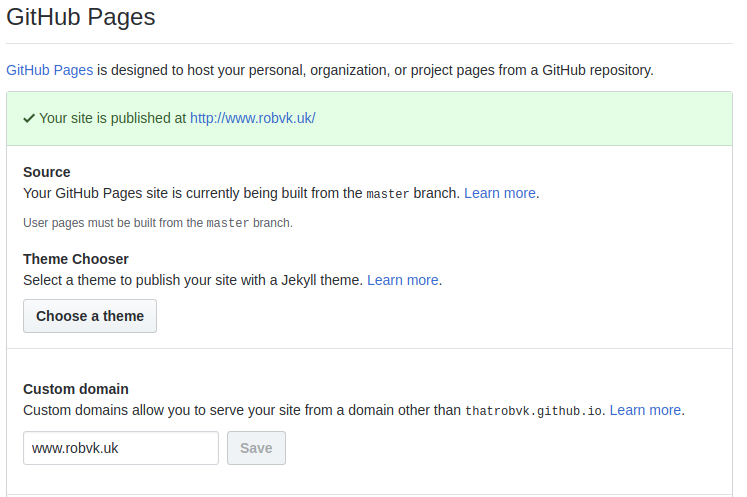 GitHub Pages
GitHub Pages is designed to host your personal, organization, or project pages from a GitHub repository.
Your site is published at http://www.robvk.uk/
Source
Your GitHub Pages site is currently being built from the master branch. Learn more.
User pages must be built from the master branch.
Theme Chooser
Select a theme to publish your site with a Jekyll theme. Learn more.
Choose a theme
Custom domain
Custom domains allow you to serve your site from a domain other than thatrobvk.github.io. Learn more.
www.robvk.uk Save